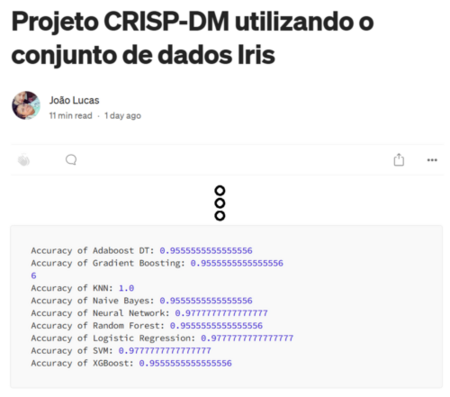 Projeto CRISP-DM utilizando o
conjunto de dados Iris
João Lucas
11 min read · 1 day ago
Accuracy of Adaboost DT: 0.9555555555555556
Accuracy of Gradient Boosting: 0.9555555555555556
6
Accuracy of KNN: 1.0
Accuracy of Naive Bayes: 0.9555555555555556
Accuracy of Neural Network: 0.9777777777777777
Accuracy of Random Forest: 0.9555555555555556
Accuracy of Logistic Regression: 0.9777777777777777
Accuracy of SVM: 0.9777777777777777
Accuracy of XGBoost: 0.9555555555555556